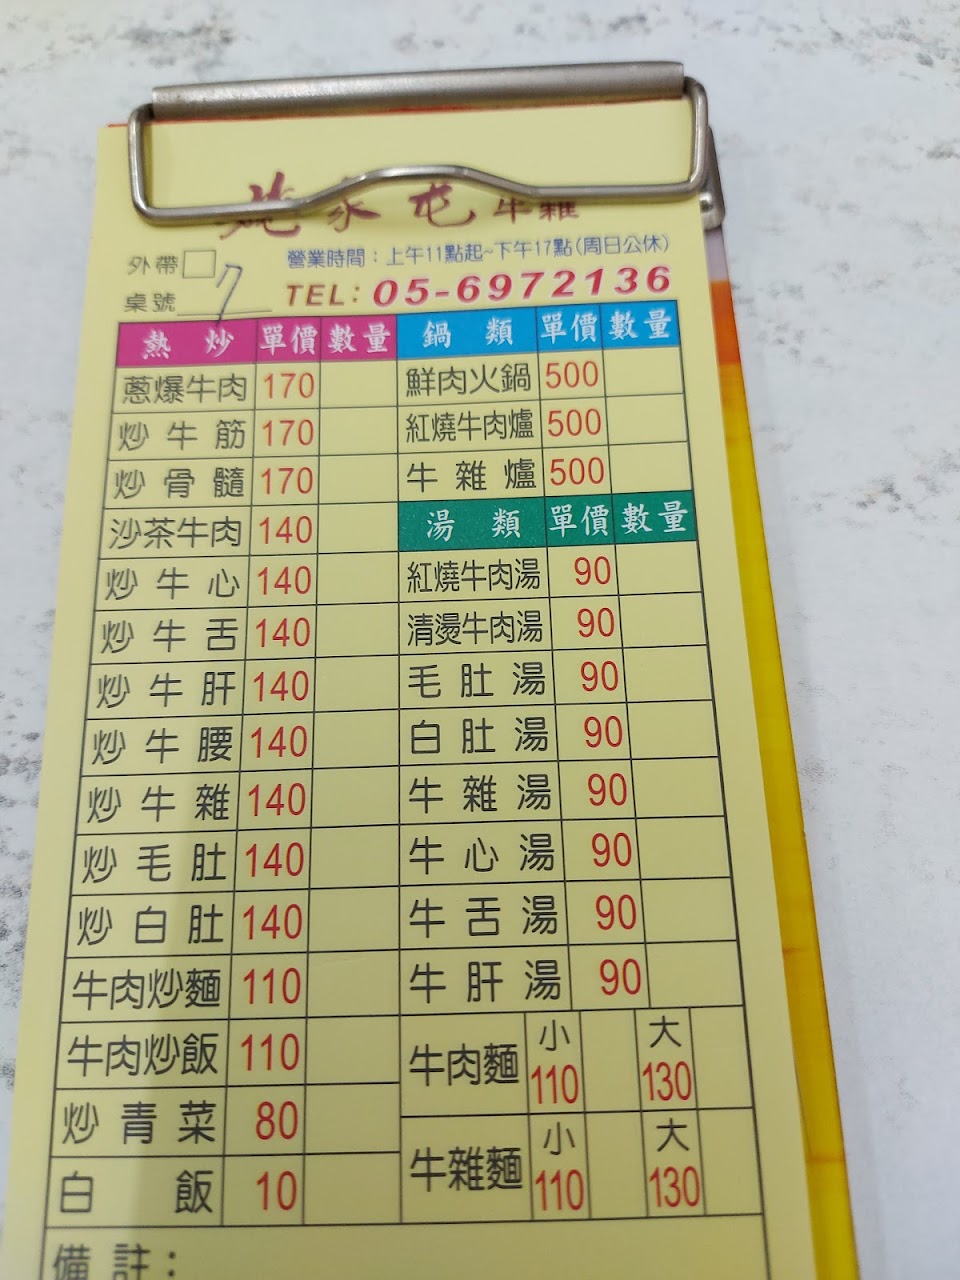 施家屯牛雜
營業時間：上午11點起~下午17點(周日公休)
外帶□
桌號 7
TEL: 05-6972136
熱炒 單價 數量
蔥爆牛肉 170
炒牛筋 170
炒骨髓 170
沙茶牛肉 140
炒牛心 140
炒牛舌 140
炒牛肝 140
炒牛腰 140
炒牛雜 140
炒毛肚 140
炒白肚 140
牛肉炒麵 110
牛肉炒飯 110
炒青菜 80
白飯 10
鍋類 單價 數量
鮮肉火鍋 500
紅燒牛肉爐 500
牛雜爐 500
湯類 單價 數量
紅燒牛肉湯 90
清燙牛肉湯 90
毛肚湯 90
白肚湯 90
牛雜湯 90
牛心湯 90
牛舌湯 90
牛肝湯 90
牛肉麵 小 110 大 130
牛雜麵 小 110 大 130
備註：